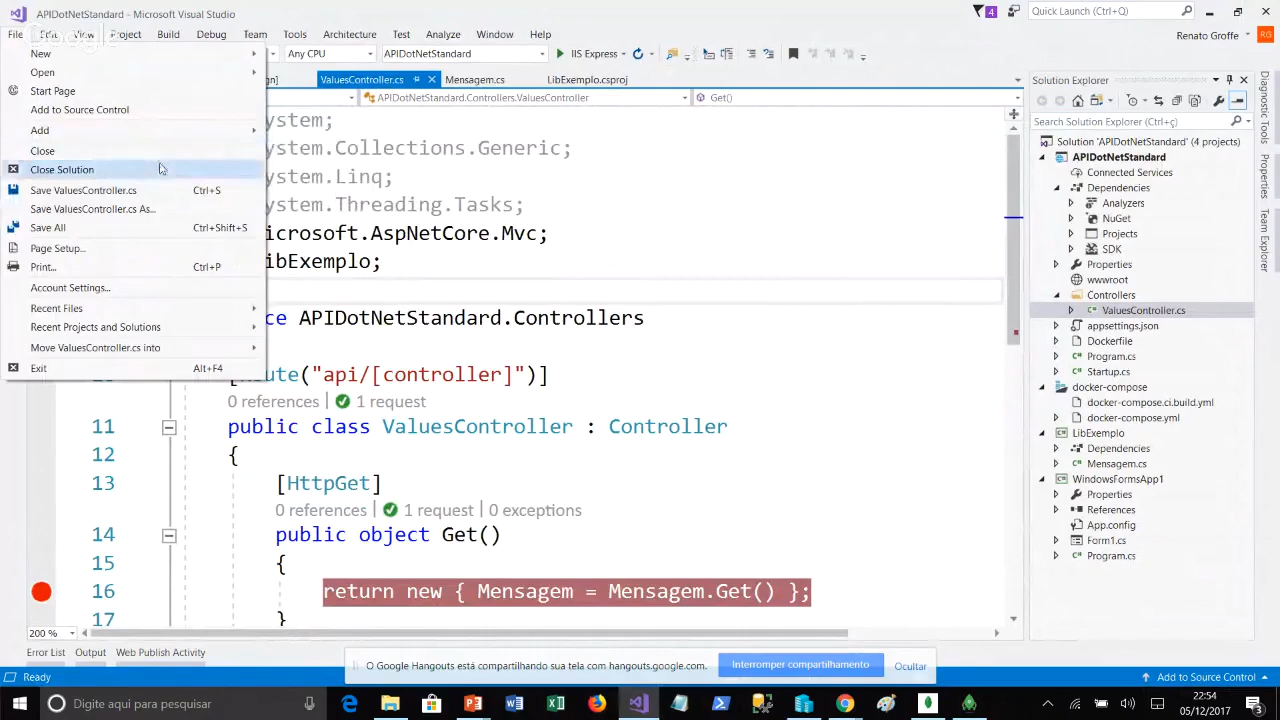 APIDotNetStandard - Microsoft Visual Studio
4
Quick Launch (Ctrl+Q)
File Edit View Project Build Debug Team Tools Architecture Test Analyze Window Help
Renato Groffe
RG
Google
Any CPU
APIDotNetStandard
IIS Express
ValuesController.cs
Mensagem.cs
LibExemplo.csproj
APIDotNetStandard.Controllers.ValuesController
Get()
New
Open
Start Page
Add to Source Control
Add
Close
Close Solution
Save ValuesController.cs Ctrl+S
Save ValuesController.cs As...
Save All Ctrl+Shift+S
Page Setup...
Print... Ctrl+P
Account Settings...
Recent Files
Recent Projects and Solutions
Move ValuesController.cs into
Exit Alt+F4
ystem;
ystem.Collections.Generic;
ystem.Linq;
ystem.Threading.Tasks;
icrosoft.AspNetCore.Mvc;
ibExemplo;
ce APIDotNetStandard.Controllers
[Route("api/[controller]")]
0 references | 1 request
11 public class ValuesController : Controller
12 {
13 [HttpGet]
0 references | 1 request | 0 exceptions
14 public object Get()
15 {
16 return new { Mensagem = Mensagem.Get() };
17 }
200 %
Solution Explorer
Search Solution Explorer (Ctrl+ç)
Solution 'APIDotNetStandard' (4 projects)
APIDotNetStandard
Connected Services
Dependencies
Analyzers
NuGet
Projects
SDK
Properties
wwwroot
Controllers
ValuesController.cs
appsettings.json
Dockerfile
Program.cs
Startup.cs
docker-compose
docker-compose.ci.build.yml
docker-compose.yml
LibExemplo
Dependencies
Mensagem.cs
WindowsFormsApp1
Properties
References
App.config
Form1.cs
Program.cs
Diagnostic Tools
Properties
Team Explorer
Error List Output Web Publish Activity
O Google Hangouts está compartilhando sua tela com hangouts.google.com.
Interromper compartilhamento
Ocultar
Ready
Add to Source Control
Digite aqui para pesquisar
22:54
05/12/2017
3